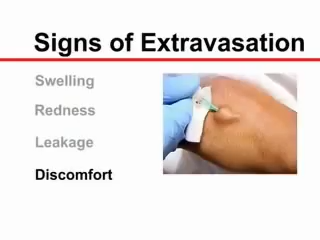 Signs of Extravasation
Swelling
Redness
Leakage
Discomfort